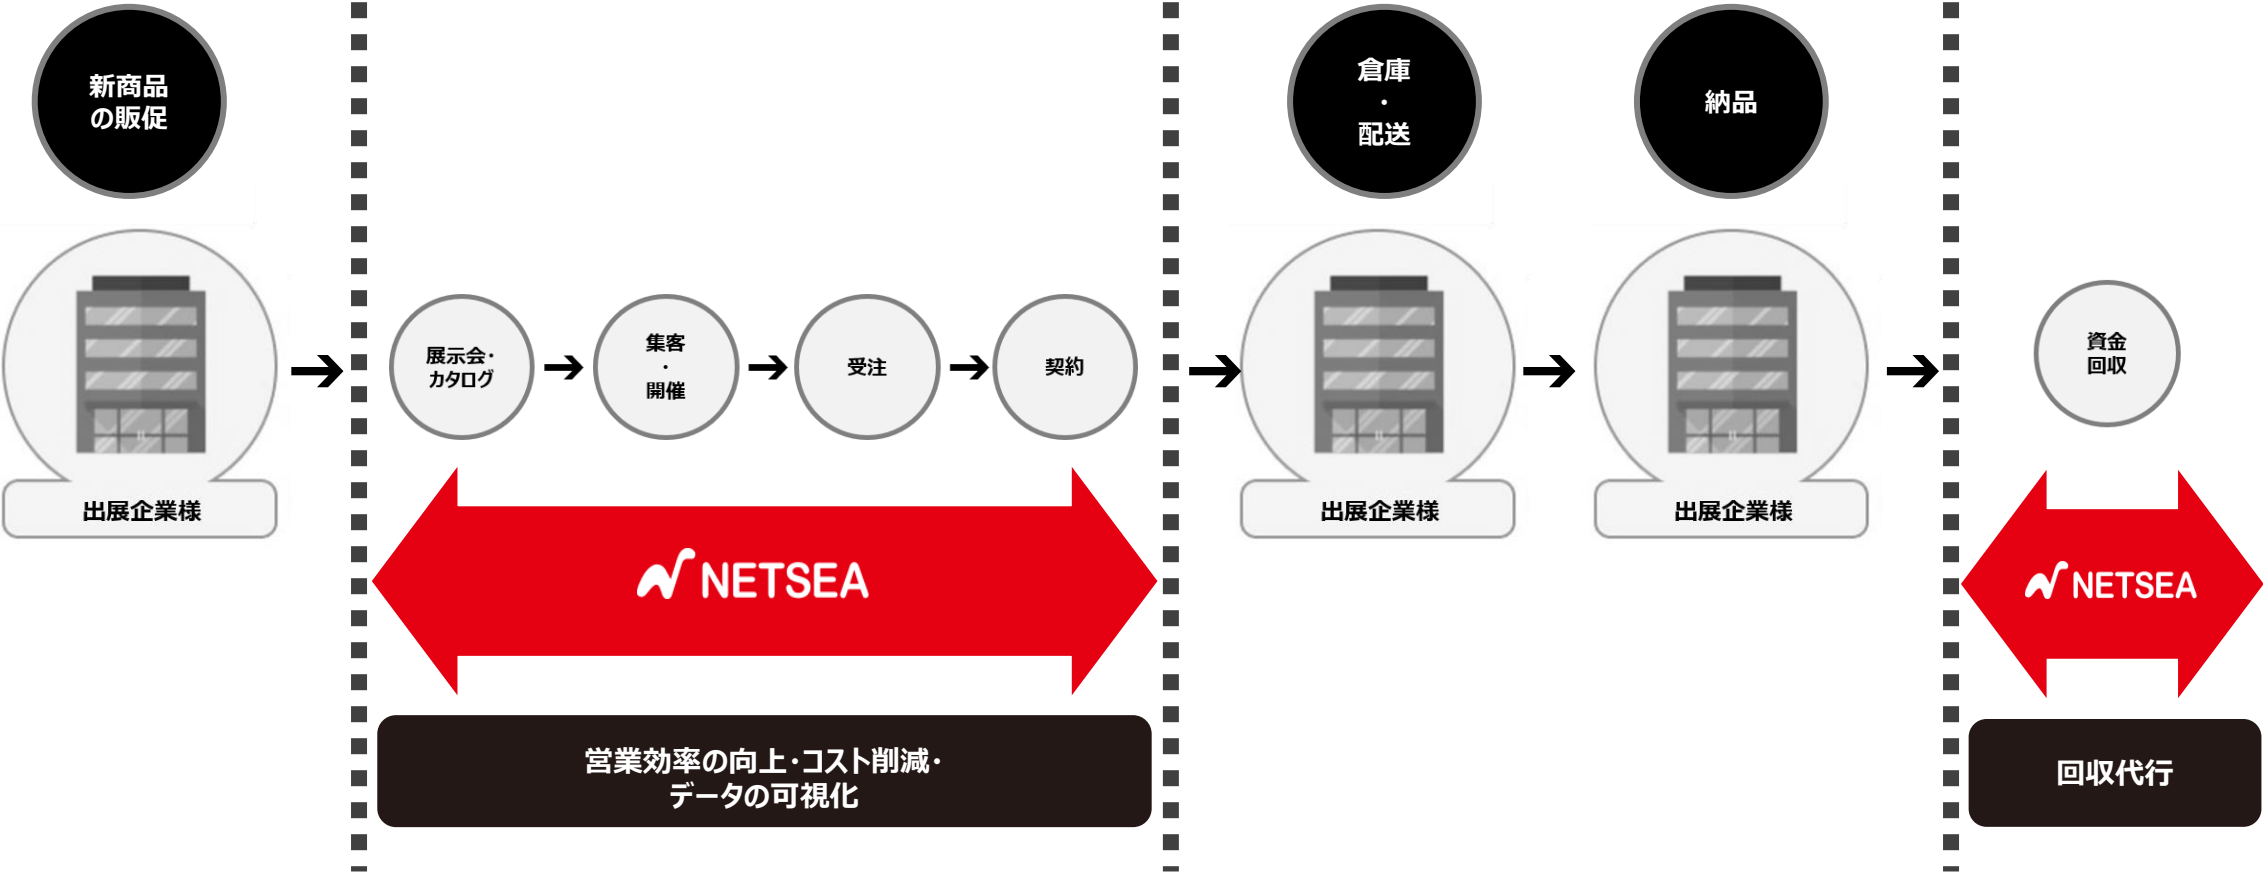 新商品
の販促
出展企業様
展示会・
カタログ
集客
・
開催
受注
契約
NETSEA
営業効率の向上・コスト削減・
データの可視化
倉庫
・
配送
出展企業様
納品
出展企業様
資金
回収
NETSEA
回収代行